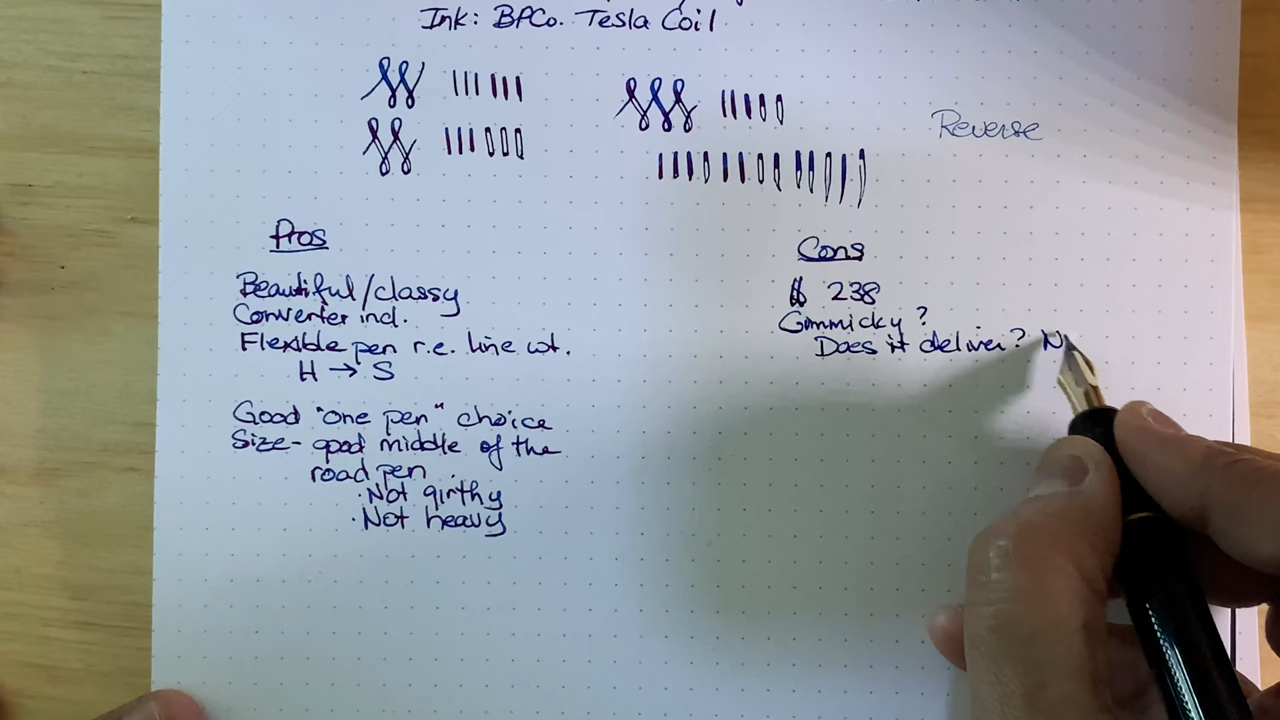 Ink: BPCo. Tesla Coil
Reverse
Pros
Beautiful/classy
Converter incl.
Flexible pen r.e. line wt.
H → S
Good "one pen" choice
Size- good middle of the
road pen
·Not girthy
·Not heavy
Cons
$ 238
Gimmicky?
Does it deliver? N